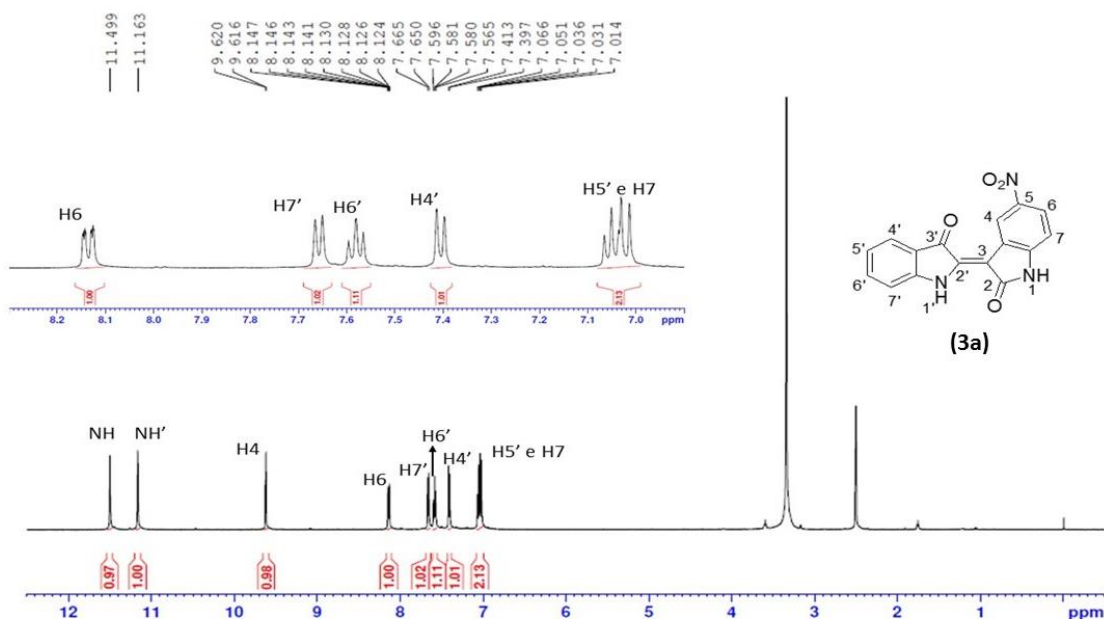 11.499
11.163
9.620
9.616
8.147
8.146
8.143
8.141
8.130
8.128
8.126
8.124
7.665
7.650
7.596
7.581
7.580
7.565
7.413
7.397
7.066
7.051
7.036
7.031
7.014
H6
H7’
H6’
H4’
H5’ e H7
1.00
1.02
1.11
1.01
2.13
8.2 8.1 8.0 7.9 7.8 7.7 7.6 7.5 7.4 7.3 7.2 7.1 7.0 ppm
O2N
5
6
4
7
O
3'
4'
5'
6'
7'
2'
3
2
N
H
1'
NH
1
O
(3a)
NH
NH’
H4
H6
H7’
H6’
H4’
H5’ e H7
0.97
1.00
0.98
1.00
1.02
1.11
1.01
2.13
12 11 10 9 8 7 6 5 4 3 2 1 ppm